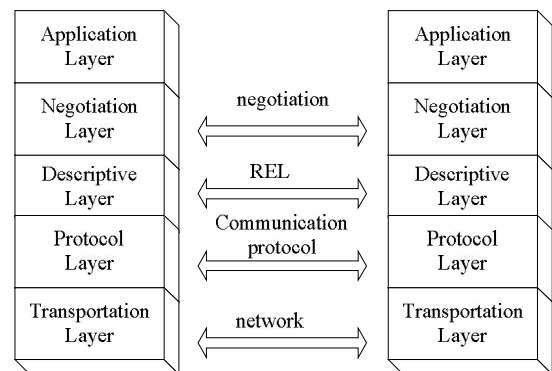 Application
Layer
Negotiation
Layer
Descriptive
Layer
Protocol
Layer
Transportation
Layer
negotiation
REL
Communication
protocol
network
Application
Layer
Negotiation
Layer
Descriptive
Layer
Protocol
Layer
Transportation
Layer